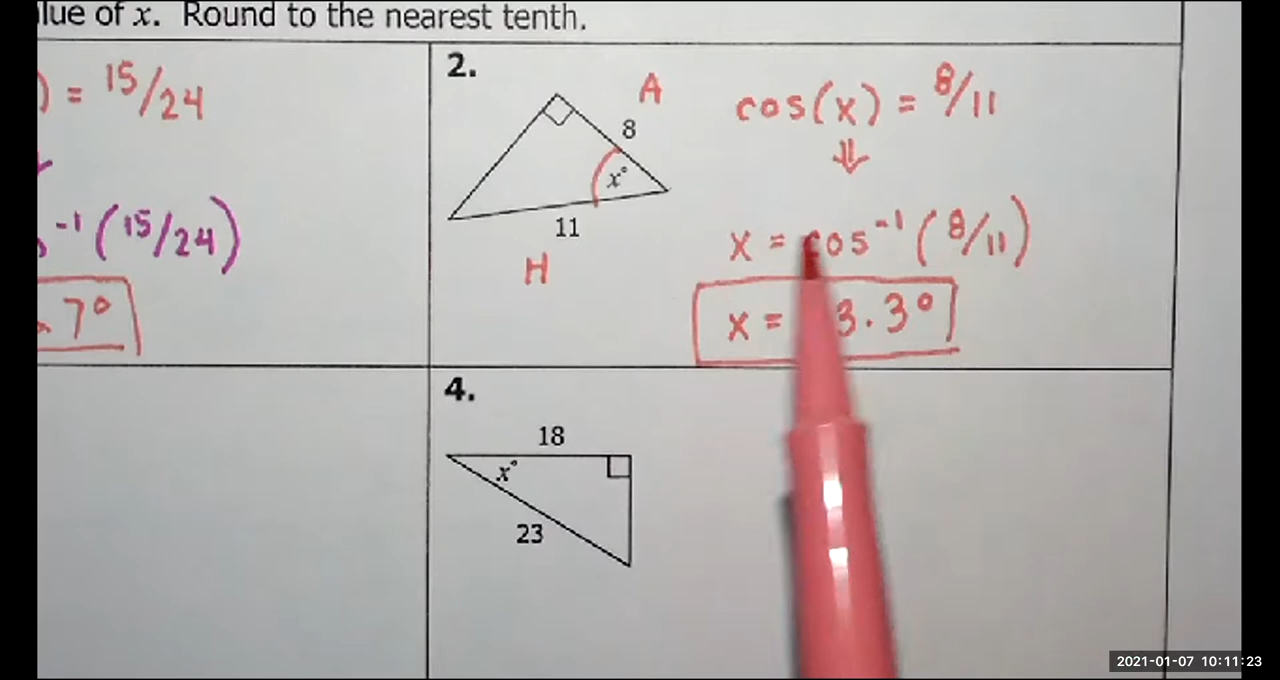 lue of x. Round to the nearest tenth.
) = 15/24
-1 (15/24)
.7°
2.
A
8
x°
11
H
cos(x) = 8/11
⇓
x = cos-1 (8/11)
x = 3.3°
4.
18
x°
23
2021-01-07 10:11:23